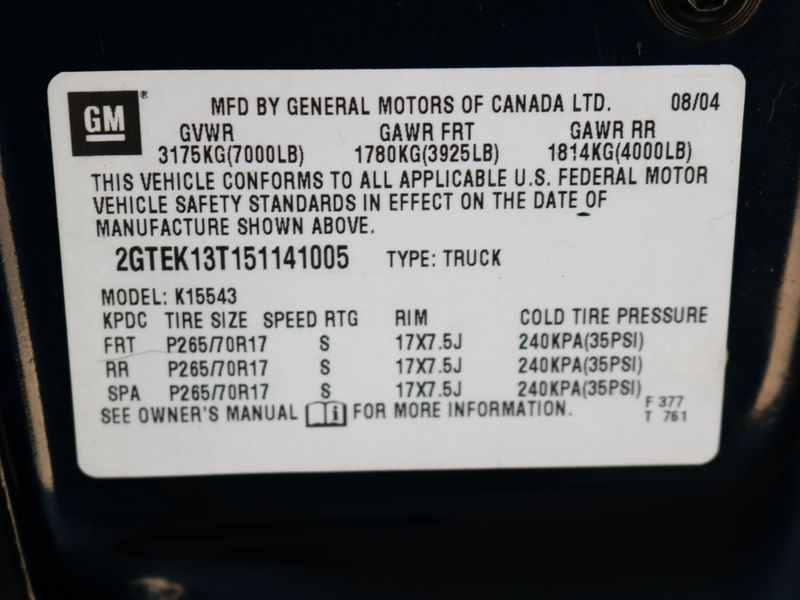 GM ® MFD BY GENERAL MOTORS OF CANADA LTD. 08/04
GVWR GAWR FRT GAWR RR
3175KG(7000LB) 1780KG(3925LB) 1814KG(4000LB)
THIS VEHICLE CONFORMS TO ALL APPLICABLE U.S. FEDERAL MOTOR
VEHICLE SAFETY STANDARDS IN EFFECT ON THE DATE OF
MANUFACTURE SHOWN ABOVE.
2GTEK13T151141005 TYPE: TRUCK
MODEL: K15543
KPDC TIRE SIZE SPEED RTG RIM COLD TIRE PRESSURE
FRT P265/70R17 S 17X7.5J 240KPA(35PSI)
RR P265/70R17 S 17X7.5J 240KPA(35PSI)
SPA P265/70R17 S 17X7.5J 240KPA(35PSI)
SEE OWNER'S MANUAL i FOR MORE INFORMATION.
F 377
T 761